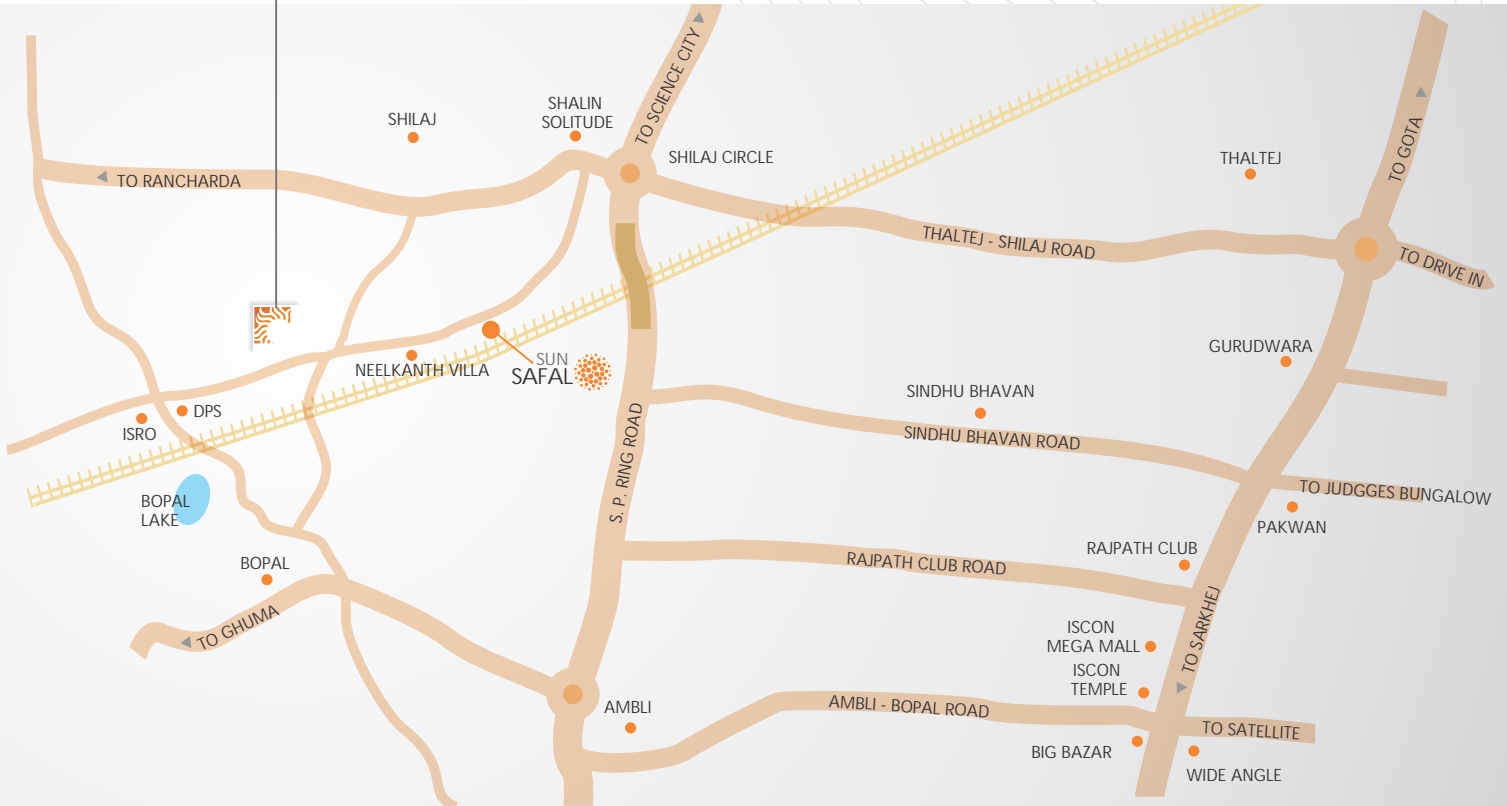 TO SCIENCE CITY
SHALIN
SOLITUDE
SHILAJ
SHILAJ CIRCLE
THALTEJ
TO GOTA
TO RANCHARDA
THALTEJ - SHILAJ ROAD
TO DRIVE IN
GURUDWARA
SUN
SAFAL
NEELKANTH VILLA
SINDHU BHAVAN
DPS
ISRO
SINDHU BHAVAN ROAD
S. P. RING ROAD
TO JUDGGES BUNGALOW
BOPAL
LAKE
PAKWAN
RAJPATH CLUB
BOPAL
RAJPATH CLUB ROAD
TO GHUMA
ISCON
MEGA MALL
TO SARKHEJ
ISCON
TEMPLE
AMBLI
AMBLI - BOPAL ROAD
TO SATELLITE
BIG BAZAR
WIDE ANGLE